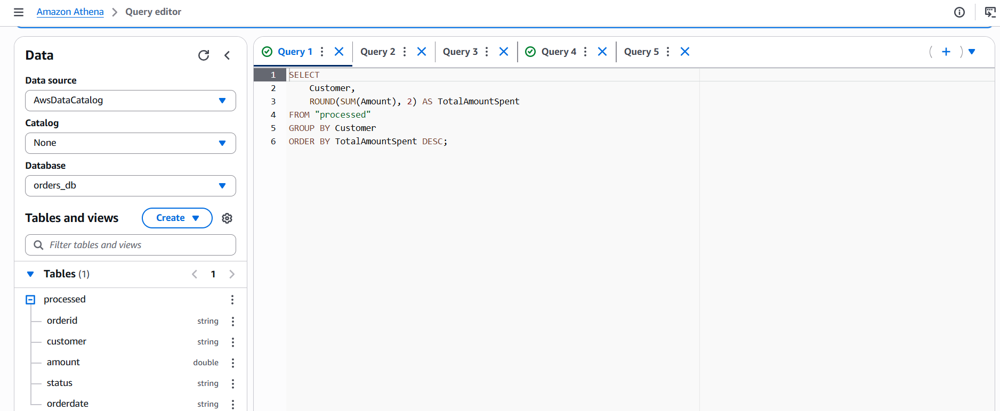 Amazon Athena > Query editor
Data
Data source
AwsDataCatalog
Catalog
None
Database
orders_db
Tables and views
Create
Filter tables and views
Tables (1)
1
processed
orderid string
customer string
amount double
status string
orderdate string
Query 1 Query 2 Query 3 Query 4 Query 5
1 SELECT
2 Customer,
3 ROUND(SUM(Amount), 2) AS TotalAmountSpent
4 FROM "processed"
5 GROUP BY Customer
6 ORDER BY TotalAmountSpent DESC;